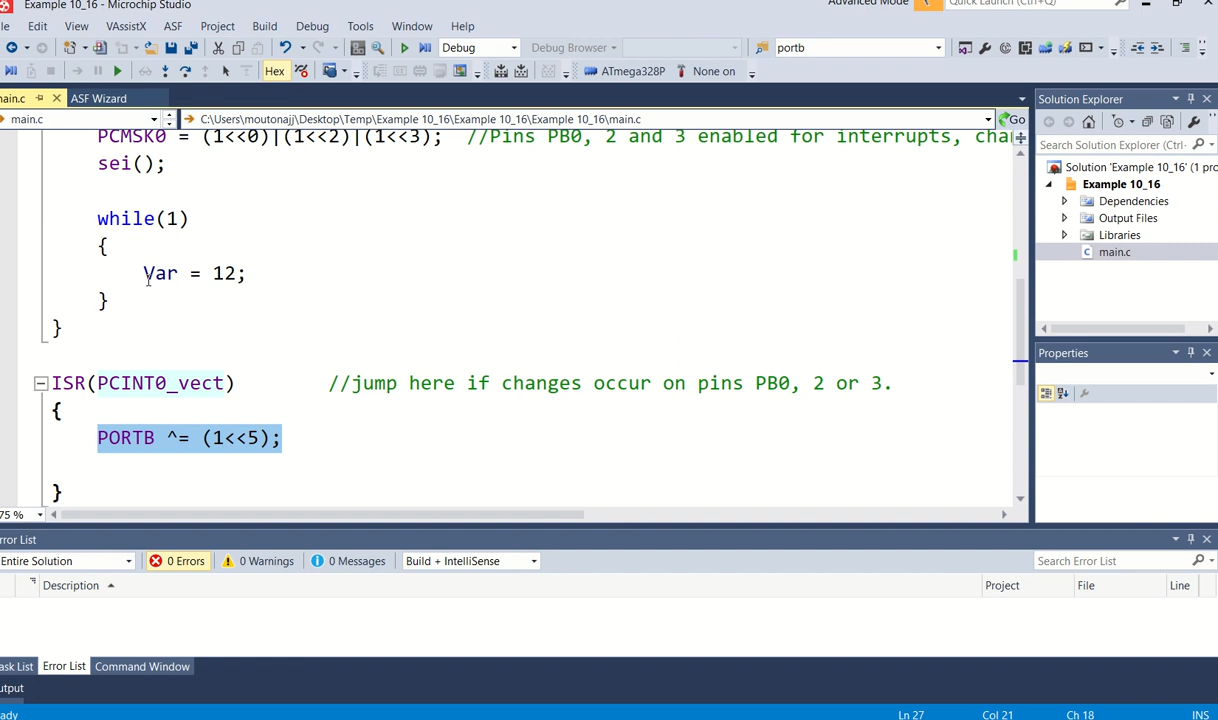 Example 10_16 - Microchip Studio
Advanced Mode
Quick Launch (Ctrl+Q)
le Edit View VAssistX ASF Project Build Debug Tools Window Help
Debug Debug Browser portb
Hex ATmega328P None on
main.c ASF Wizard
main.c C:\Users\moutonajj\Desktop\Temp\Example 10_16\Example 10_16\Example 10_16\main.c Go
PCMSK0 = (1<<0)|(1<<2)|(1<<3); //Pins PB0, 2 and 3 enabled for interrupts, cha
sei();
while(1)
{
Var = 12;
}
}
ISR(PCINT0_vect) //jump here if changes occur on pins PB0, 2 or 3.
{
PORTB ^= (1<<5);
}
75 %
Solution Explorer
Search Solution Explorer (Ctrl+
Solution 'Example 10_16' (1 pro
Example 10_16
Dependencies
Output Files
Libraries
main.c
Properties
rror List
Entire Solution 0 Errors 0 Warnings 0 Messages Build + IntelliSense Search Error List
Description Project File Line
ask List Error List Command Window
utput
ady Ln 27 Col 21 Ch 18 INS